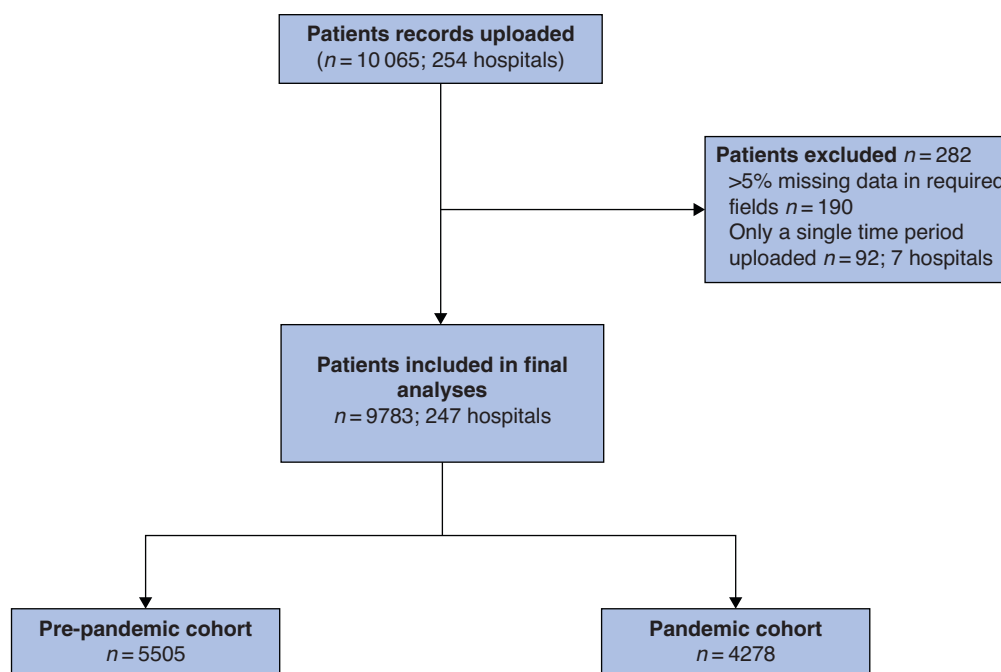 Patients records uploaded
(n = 10 065; 254 hospitals)
Patients excluded n = 282
>5% missing data in required
fields n = 190
Only a single time period
uploaded n = 92; 7 hospitals
Patients included in final
analyses
n = 9783; 247 hospitals
Pre-pandemic cohort
n = 5505
Pandemic cohort
n = 4278